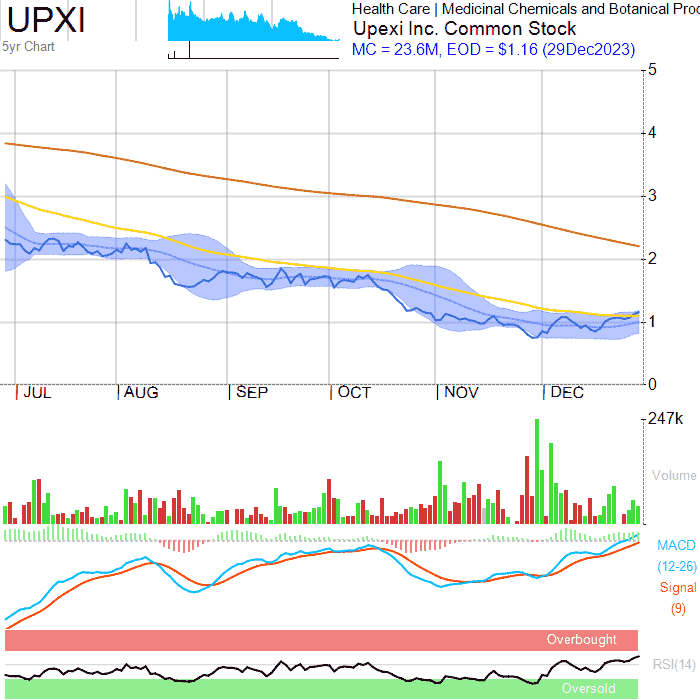 UPXI
5yr Chart
Health Care | Medicinal Chemicals and Botanical Proc
Upexi Inc. Common Stock
MC = 23.6M, EOD = $1.16 (29Dec2023)
5
4
3
2
1
0
JUL AUG SEP OCT NOV DEC
247k
Volume
MACD
(12-26)
Signal
(9)
Overbought
RSI(14)
Oversold